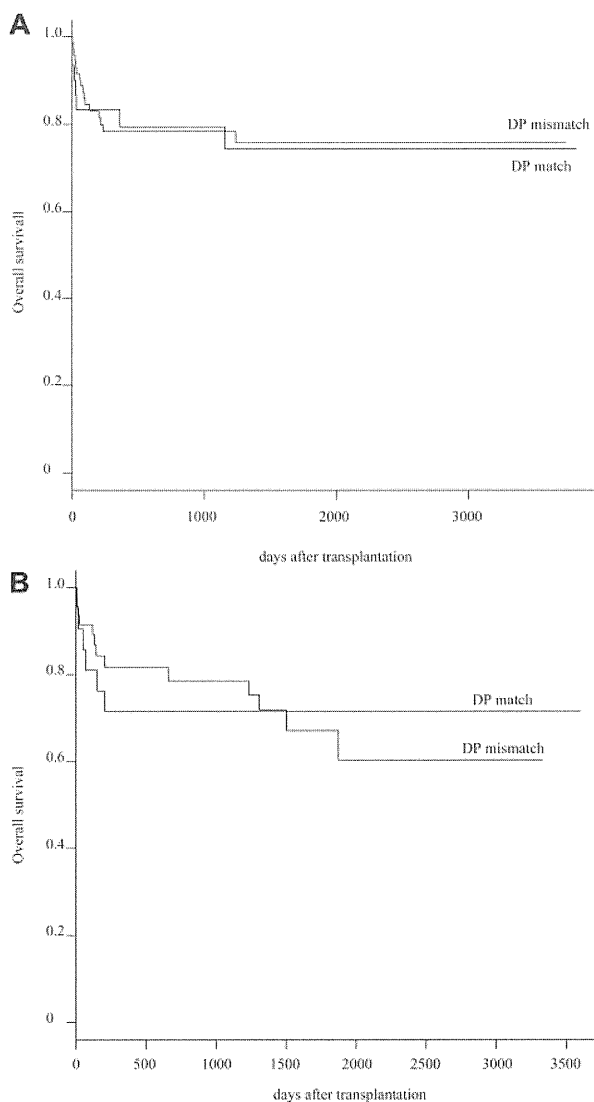 A
1.0
0.8
0.6
0.4
0.2
0
Overall survivall
DP mismatch
DP match
0 1000 2000 3000
days after transplantation
B
1.0
0.8
0.6
0.4
0.2
0
Overall survival
DP match
DP mismatch
0 500 1000 1500 2000 2500 3000 3500
days after transplantation